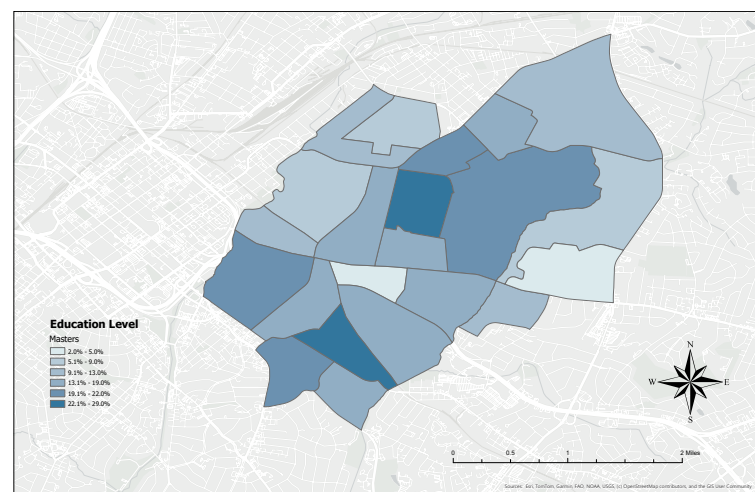 Education Level
Masters
2.0% - 5.0%
5.1% - 9.0%
9.1% - 13.0%
13.1% - 19.0%
19.1% - 22.0%
22.1% - 29.0%
N
W E
S
0 0.5 1 2 Miles
Sources: Esri, TomTom, Garmin, FAO, NOAA, USGS, (c) OpenStreetMap contributors, and the GIS User Community